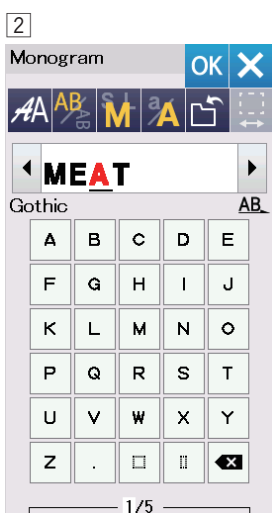 2
Monogram OK
A A AB AB S L M a A
MEAT
Gothic AB
A B C D E
F G H I J
K L M N O
P Q R S T
U V W X Y
Z .
1/5